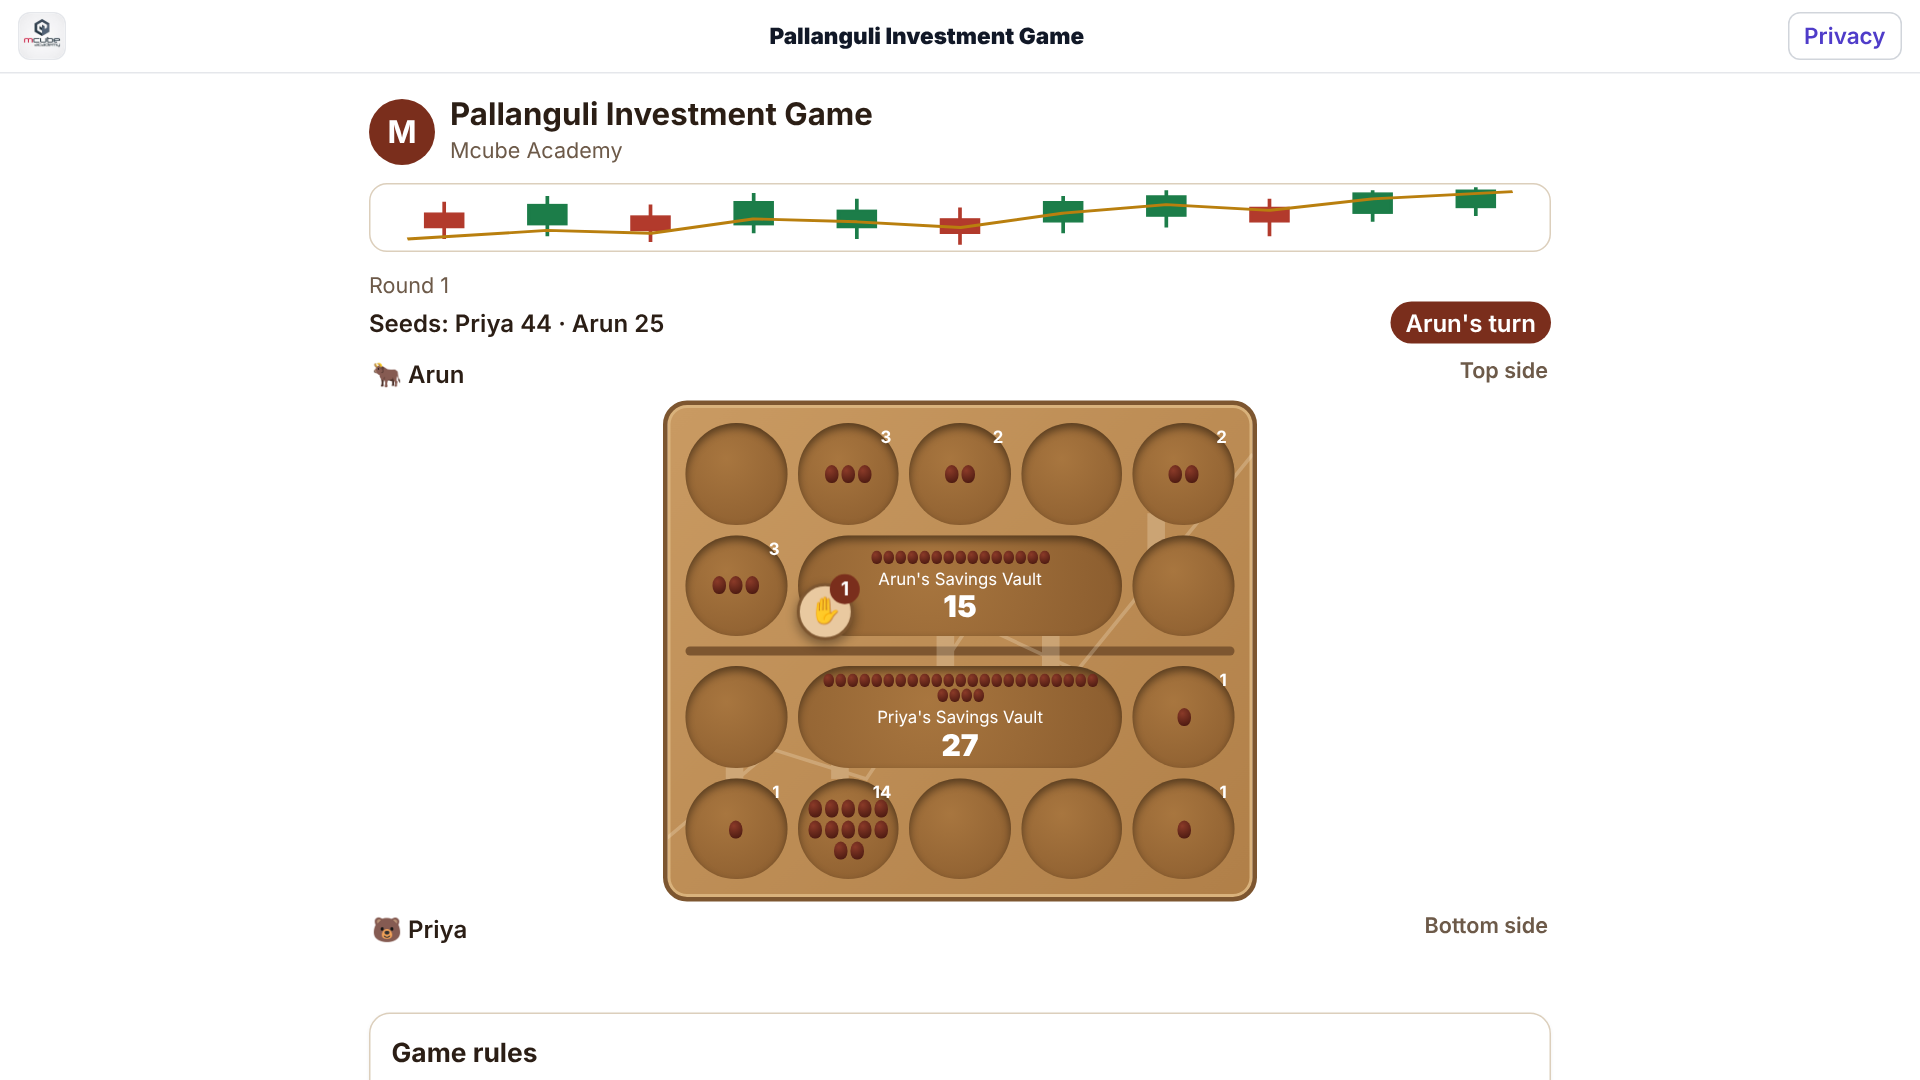 mcube
academy
Pallanguli Investment Game
Privacy
M
Pallanguli Investment Game
Mcube Academy
Round 1
Seeds: Priya 44 · Arun 25
Arun's turn
Arun
Top side
3
2
2
3
Arun's Savings Vault
1
15
1
Priya's Savings Vault
27
1
14
1
Priya
Bottom side
Game rules